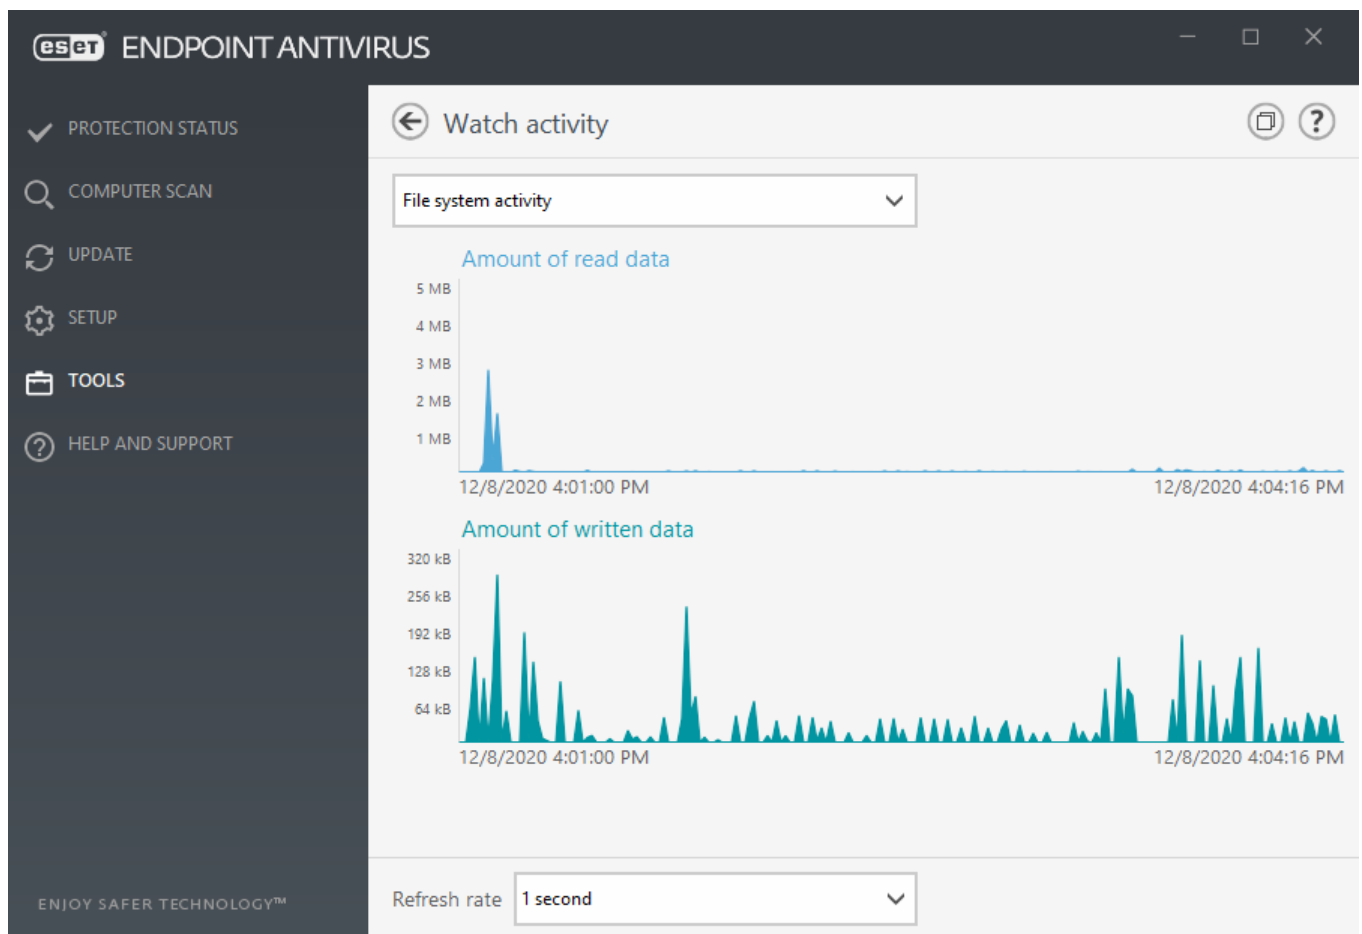 eset ENDPOINT ANTIVIRUS
PROTECTION STATUS
COMPUTER SCAN
UPDATE
SETUP
TOOLS
HELP AND SUPPORT
ENJOY SAFER TECHNOLOGY™
Watch activity
?
File system activity
Amount of read data
5 MB
4 MB
3 MB
2 MB
1 MB
12/8/2020 4:01:00 PM 12/8/2020 4:04:16 PM
Amount of written data
320 kB
256 kB
192 kB
128 kB
64 kB
12/8/2020 4:01:00 PM 12/8/2020 4:04:16 PM
Refresh rate 1 second